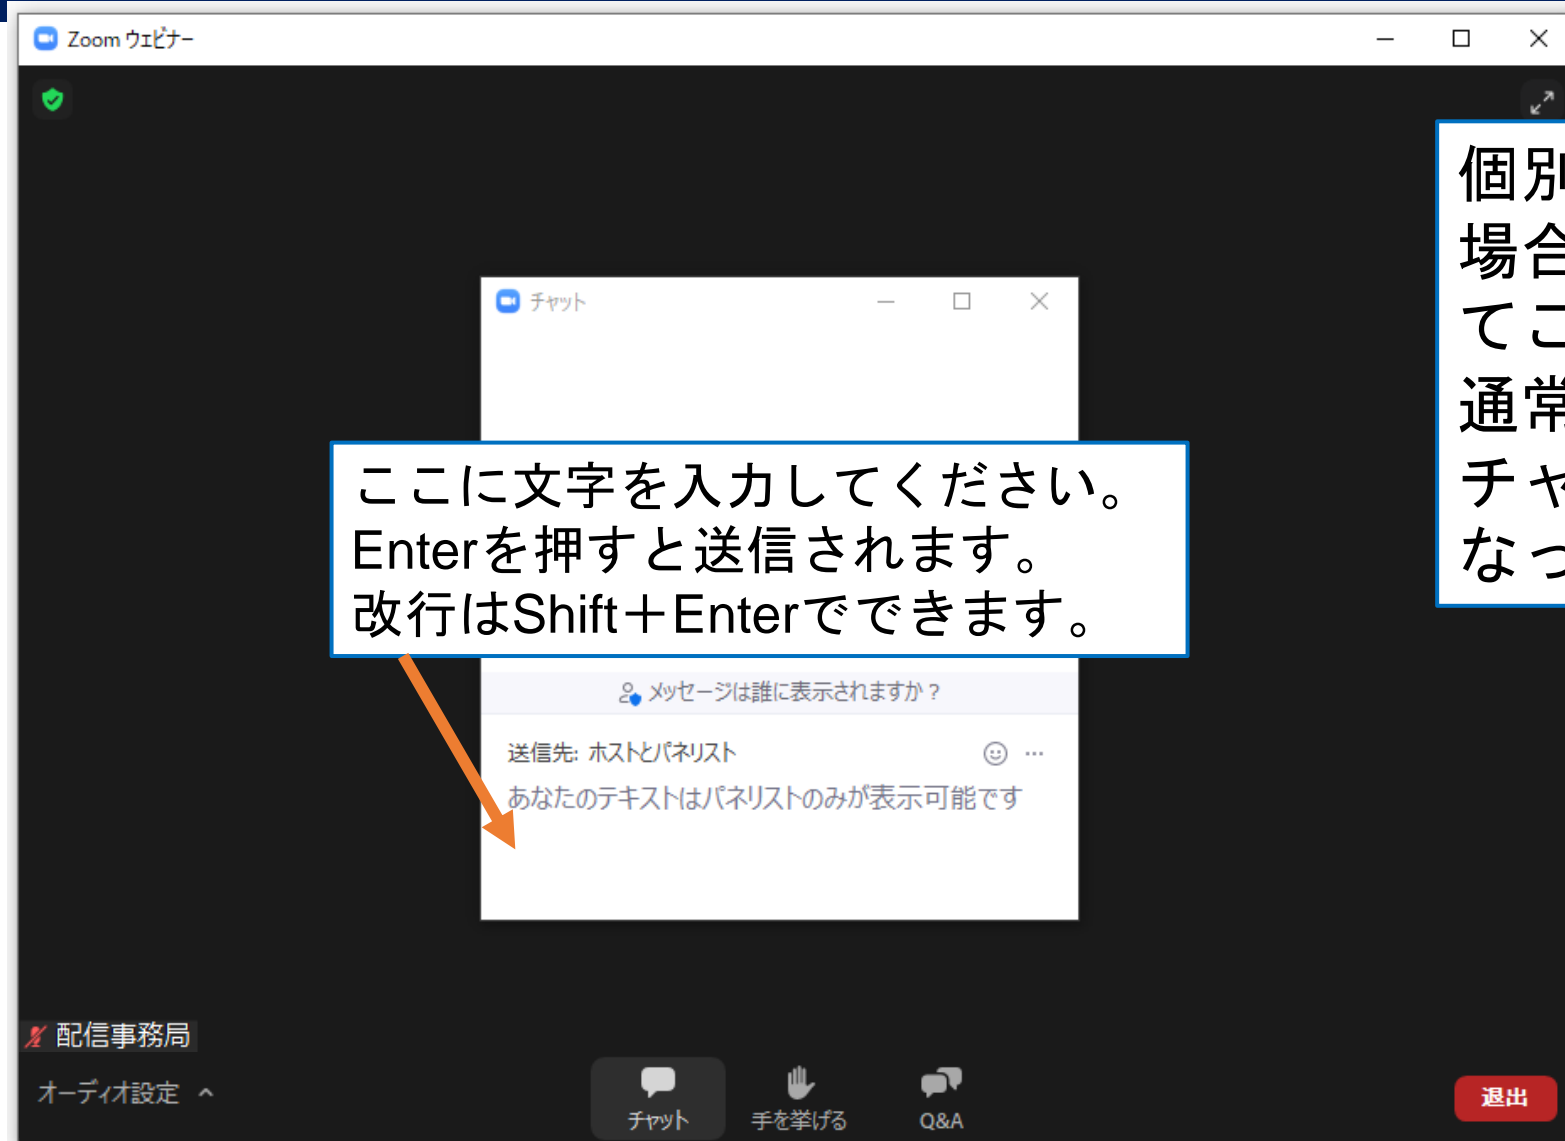 Zoom ウェビナー
個別
場合
てこ
通常
チャ
なっ
チャット
ここに文字を入力してください。
Enterを押すと送信されます。
改行はShift＋Enterでできます。
メッセージは誰に表示されますか？
送信先: ホストとパネリスト
あなたのテキストはパネリストのみが表示可能です
配信事務局
オーディオ設定
チャット
手を挙げる
Q&A
退出